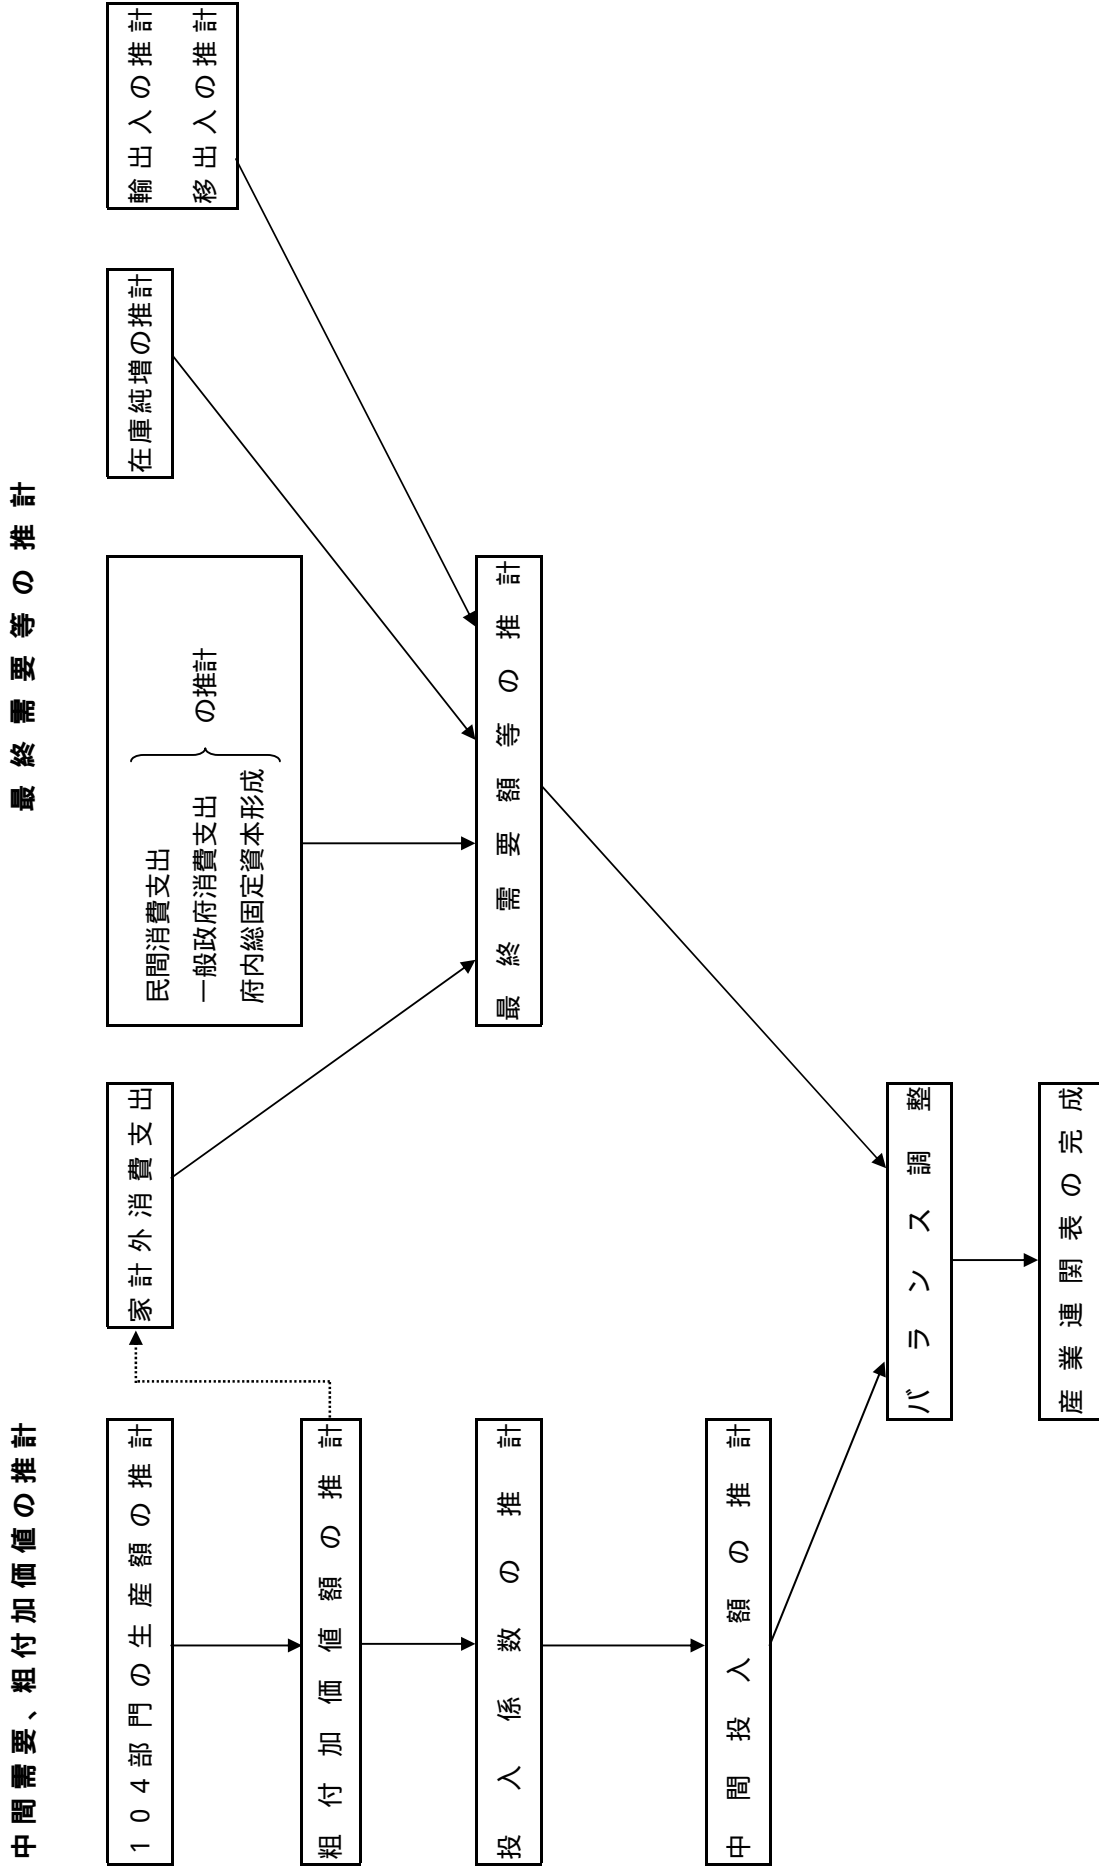 中間需要、粗付加価値の推計
最終需要等の推計
104部門の生産額の推計
家計外消費支出
民間消費支出
一般政府消費支出
府内総固定資本形成
の推計
在庫純増の推計
輸出入の推計
移出入の推計
粗付加価値額の推計
投入係数の推計
最終需要額等の推計
中間投入額の推計
バランス調整
産業連関表の完成